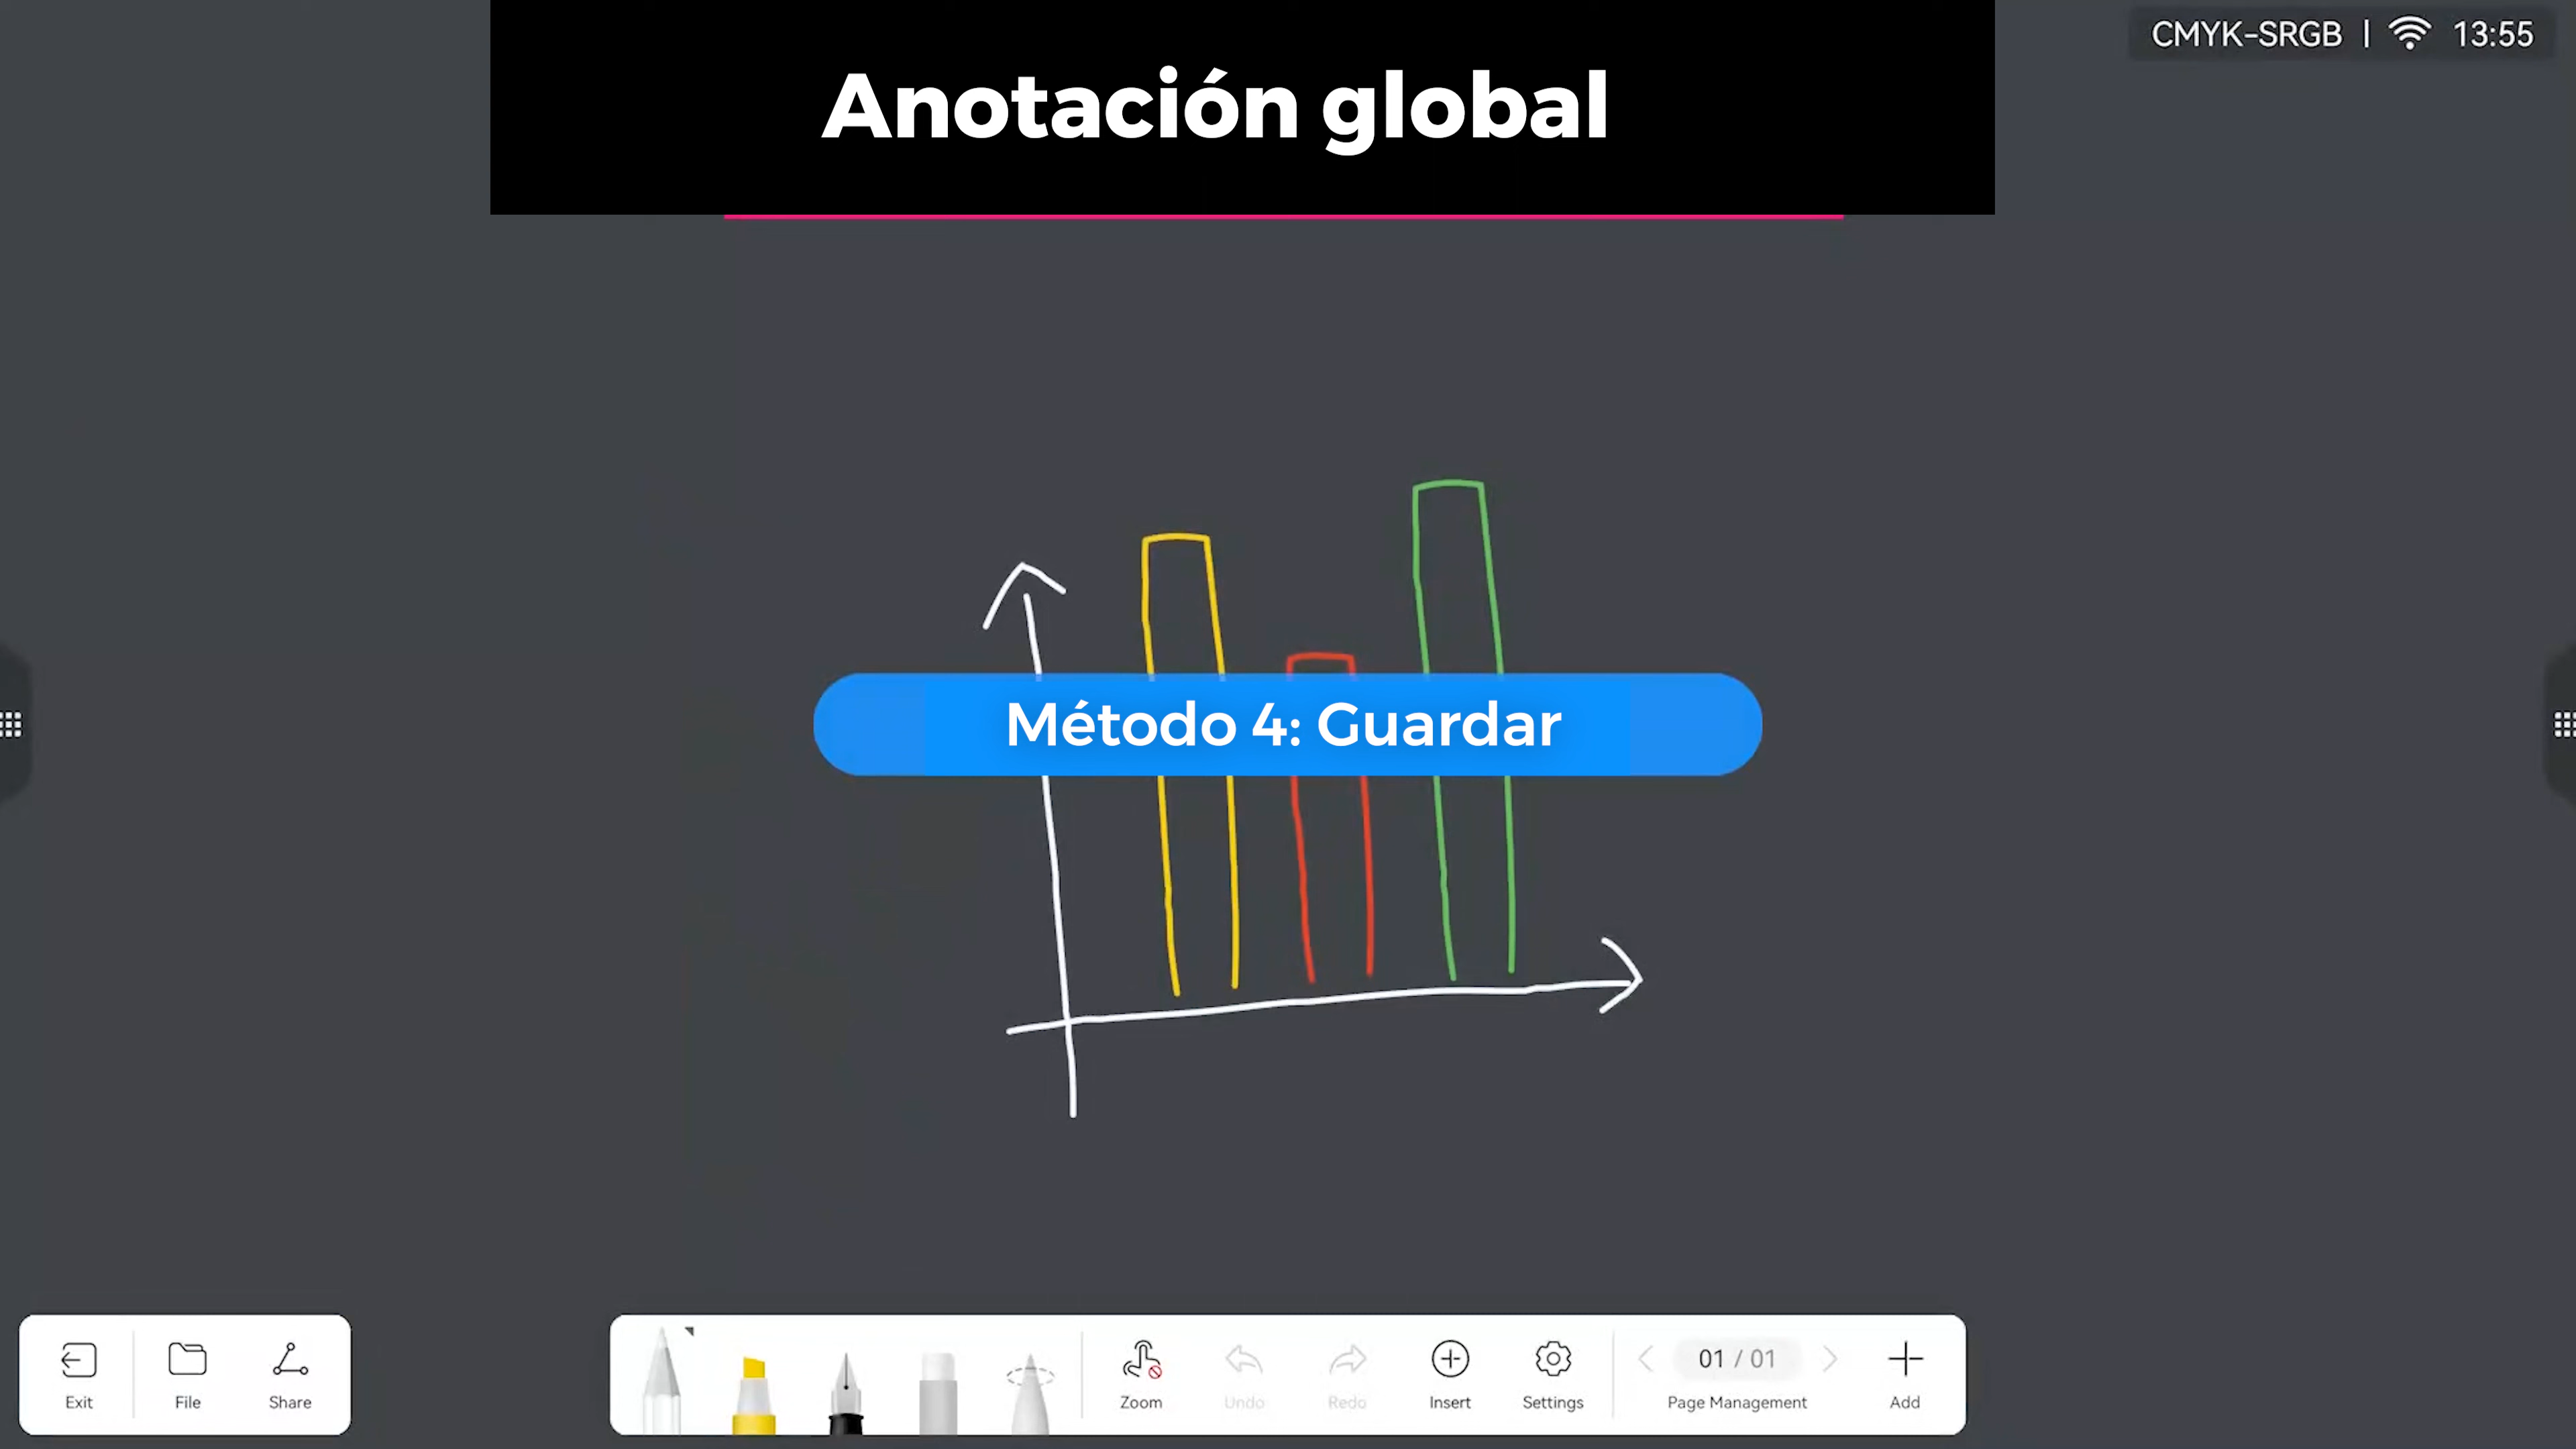 CMYK-SRGB | 13:55
Anotación global
Método 4: Guardar
Exit File Share
Zoom Undo Redo Insert Settings
01 / 01
Page Management
Add